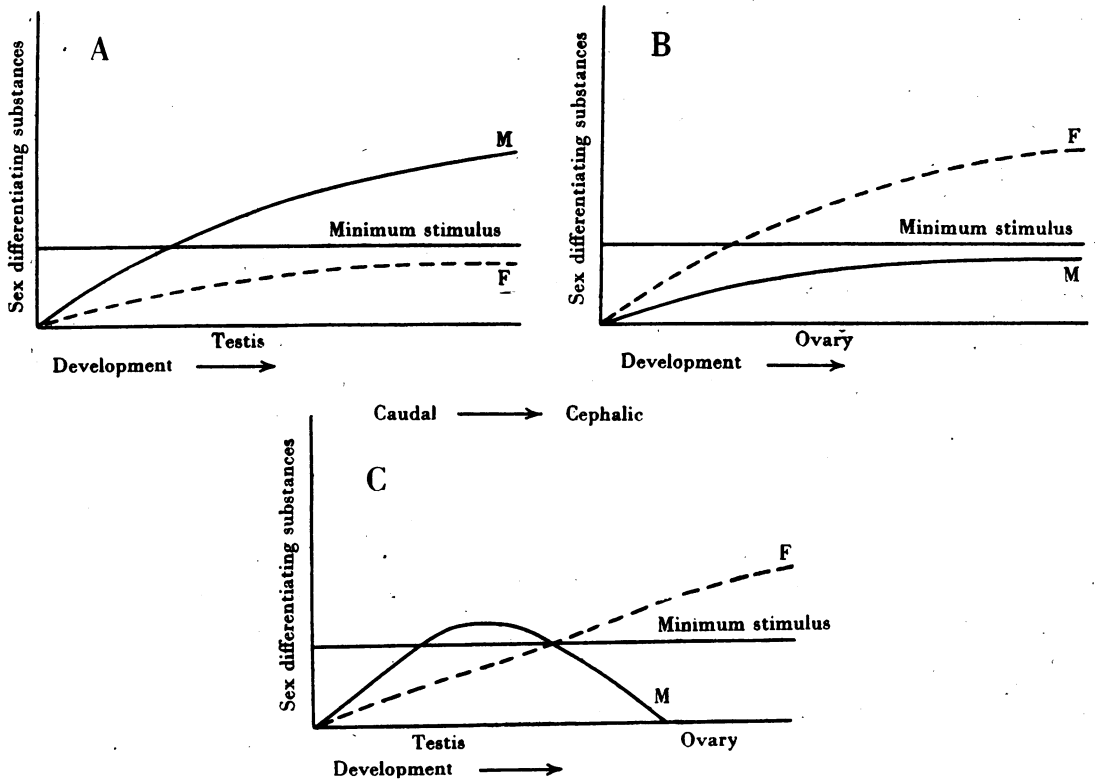 A
Sex differentiating substances
M
Minimum stimulus
F
Testis
Development
B
Sex differentiating substances
F
Minimum stimulus
M
Ovary
Development
Caudal Cephalic
C
Sex differentiating substances
F
Minimum stimulus
M
Testis Ovary
Development